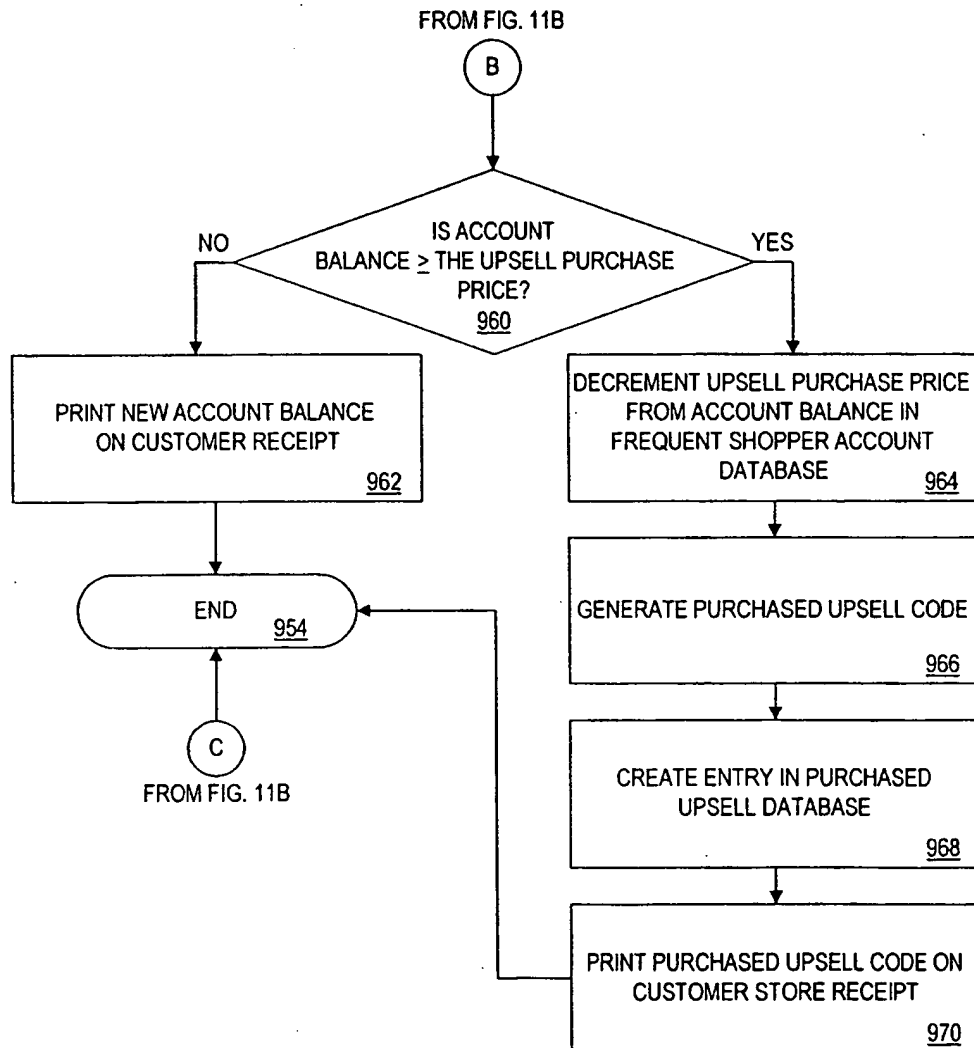 FROM FIG. 11B
B
IS ACCOUNT
BALANCE ≥ THE UPSELL PURCHASE
PRICE?
960
NO
YES
PRINT NEW ACCOUNT BALANCE
ON CUSTOMER RECEIPT
962
DECREMENT UPSELL PURCHASE PRICE
FROM ACCOUNT BALANCE IN
FREQUENT SHOPPER ACCOUNT
DATABASE
964
END
954
GENERATE PURCHASED UPSELL CODE
966
C
FROM FIG. 11B
CREATE ENTRY IN PURCHASED
UPSELL DATABASE
968
PRINT PURCHASED UPSELL CODE ON
CUSTOMER STORE RECEIPT
970